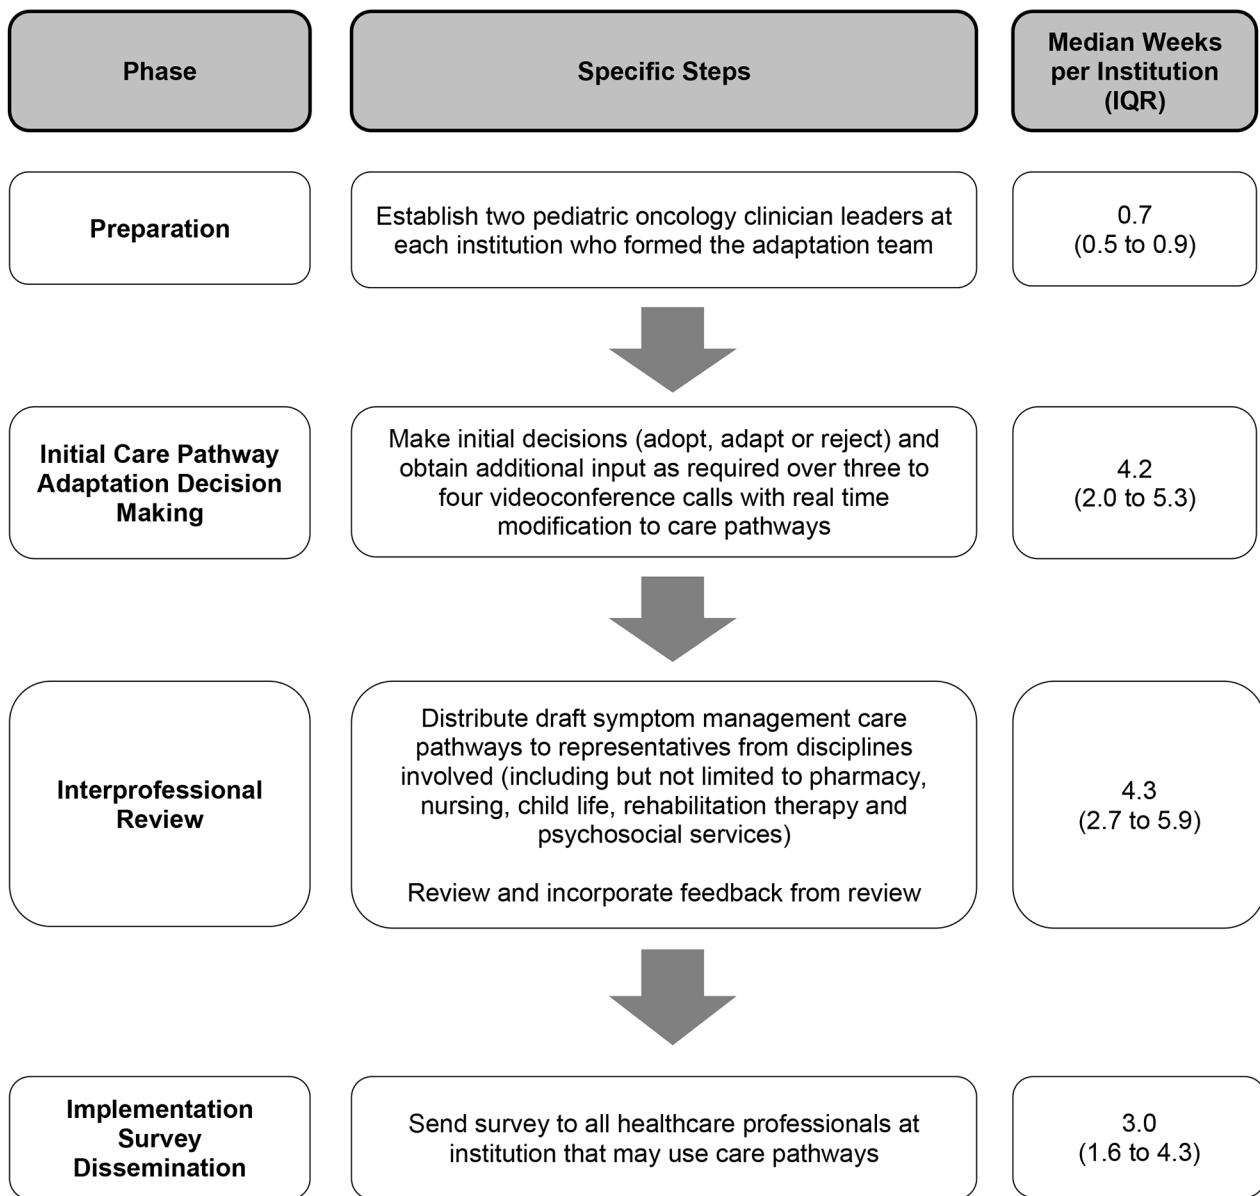 Phase
Specific Steps
Median Weeks
per Institution
(IQR)
Preparation
Establish two pediatric oncology clinician leaders at
each institution who formed the adaptation team
0.7
(0.5 to 0.9)
Initial Care Pathway
Adaptation Decision
Making
Make initial decisions (adopt, adapt or reject) and
obtain additional input as required over three to
four videoconference calls with real time
modification to care pathways
4.2
(2.0 to 5.3)
Interprofessional
Review
Distribute draft symptom management care
pathways to representatives from disciplines
involved (including but not limited to pharmacy,
nursing, child life, rehabilitation therapy and
psychosocial services)
Review and incorporate feedback from review
4.3
(2.7 to 5.9)
Implementation
Survey
Dissemination
Send survey to all healthcare professionals at
institution that may use care pathways
3.0
(1.6 to 4.3)